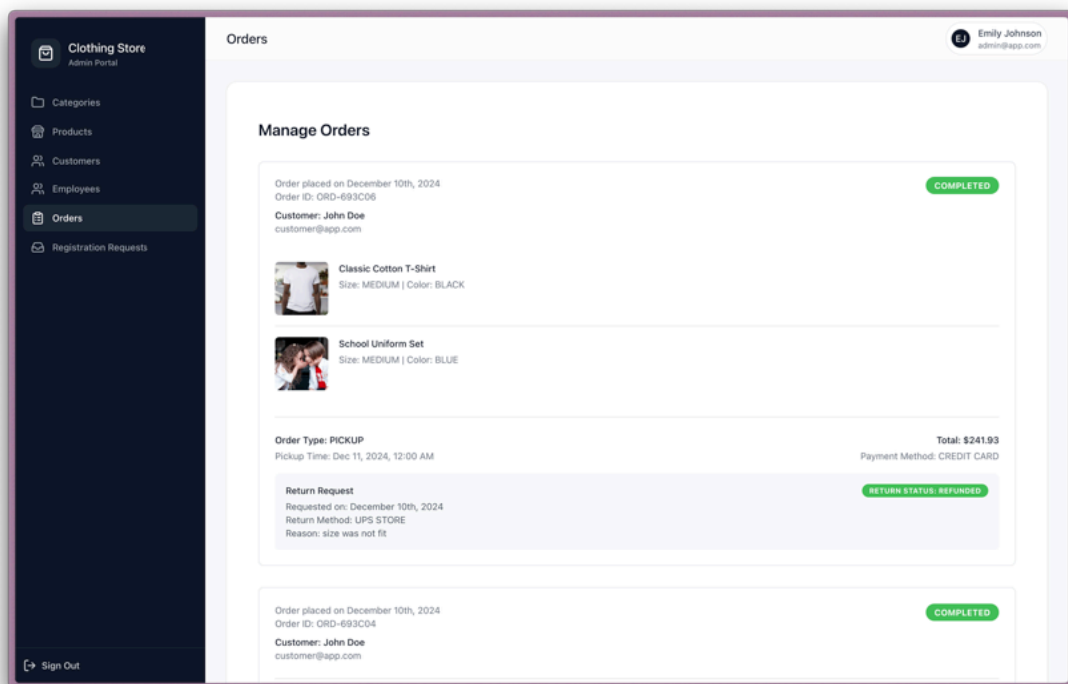 Clothing Store
Admin Portal
Categories
Products
Customers
Employees
Orders
Registration Requests
Sign Out
Orders
EJ
Emily Johnson
admin@app.com
Manage Orders
Order placed on December 10th, 2024
COMPLETED
Order ID: ORD-693C06
Customer: John Doe
customer@app.com
Classic Cotton T-Shirt
Size: MEDIUM | Color: BLACK
School Uniform Set
Size: MEDIUM | Color: BLUE
Order Type: PICKUP
Total: $241.93
Pickup Time: Dec 11, 2024, 12:00 AM
Payment Method: CREDIT CARD
Return Request
RETURN STATUS: REFUNDED
Requested on: December 10th, 2024
Return Method: UPS STORE
Reason: size was not fit
Order placed on December 10th, 2024
COMPLETED
Order ID: ORD-693C04
Customer: John Doe
customer@app.com